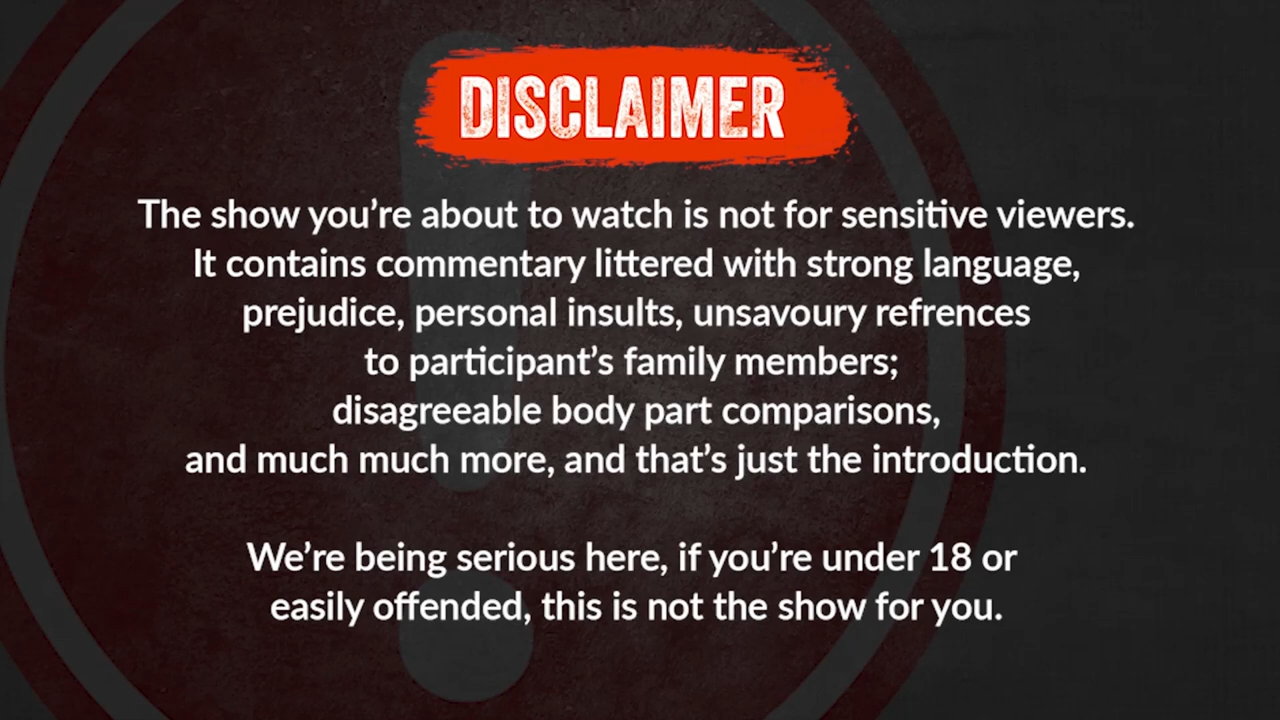 DISCLAIMER
The show you’re about to watch is not for sensitive viewers.
It contains commentary littered with strong language,
prejudice, personal insults, unsavoury refrences
to participant’s family members;
disagreeable body part comparisons,
and much much more, and that’s just the introduction.
We’re being serious here, if you’re under 18 or
easily offended, this is not the show for you.